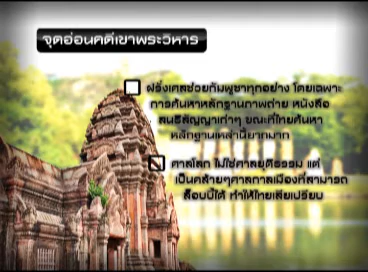 จุดอ่อนคดีเขาพระวิหาร
ฝรั่งเศสช่วยกัมพูชาทุกอย่าง โดยเฉพาะ
การค้นหาหลักฐานภาพถ่าย หนังสือ
สนธิสัญญาเก่าๆ ขณะที่ไทยค้นหา
หลักฐานเหล่านี้ยากมาก
ศาลโลก ไม่ใช่ศาลยุติธรรม แต่
เป็นคล้ายๆศาลกาลเมืองที่สามารถ
ล็อบบี้ได้ ทำให้ไทยเสียเปรียบ